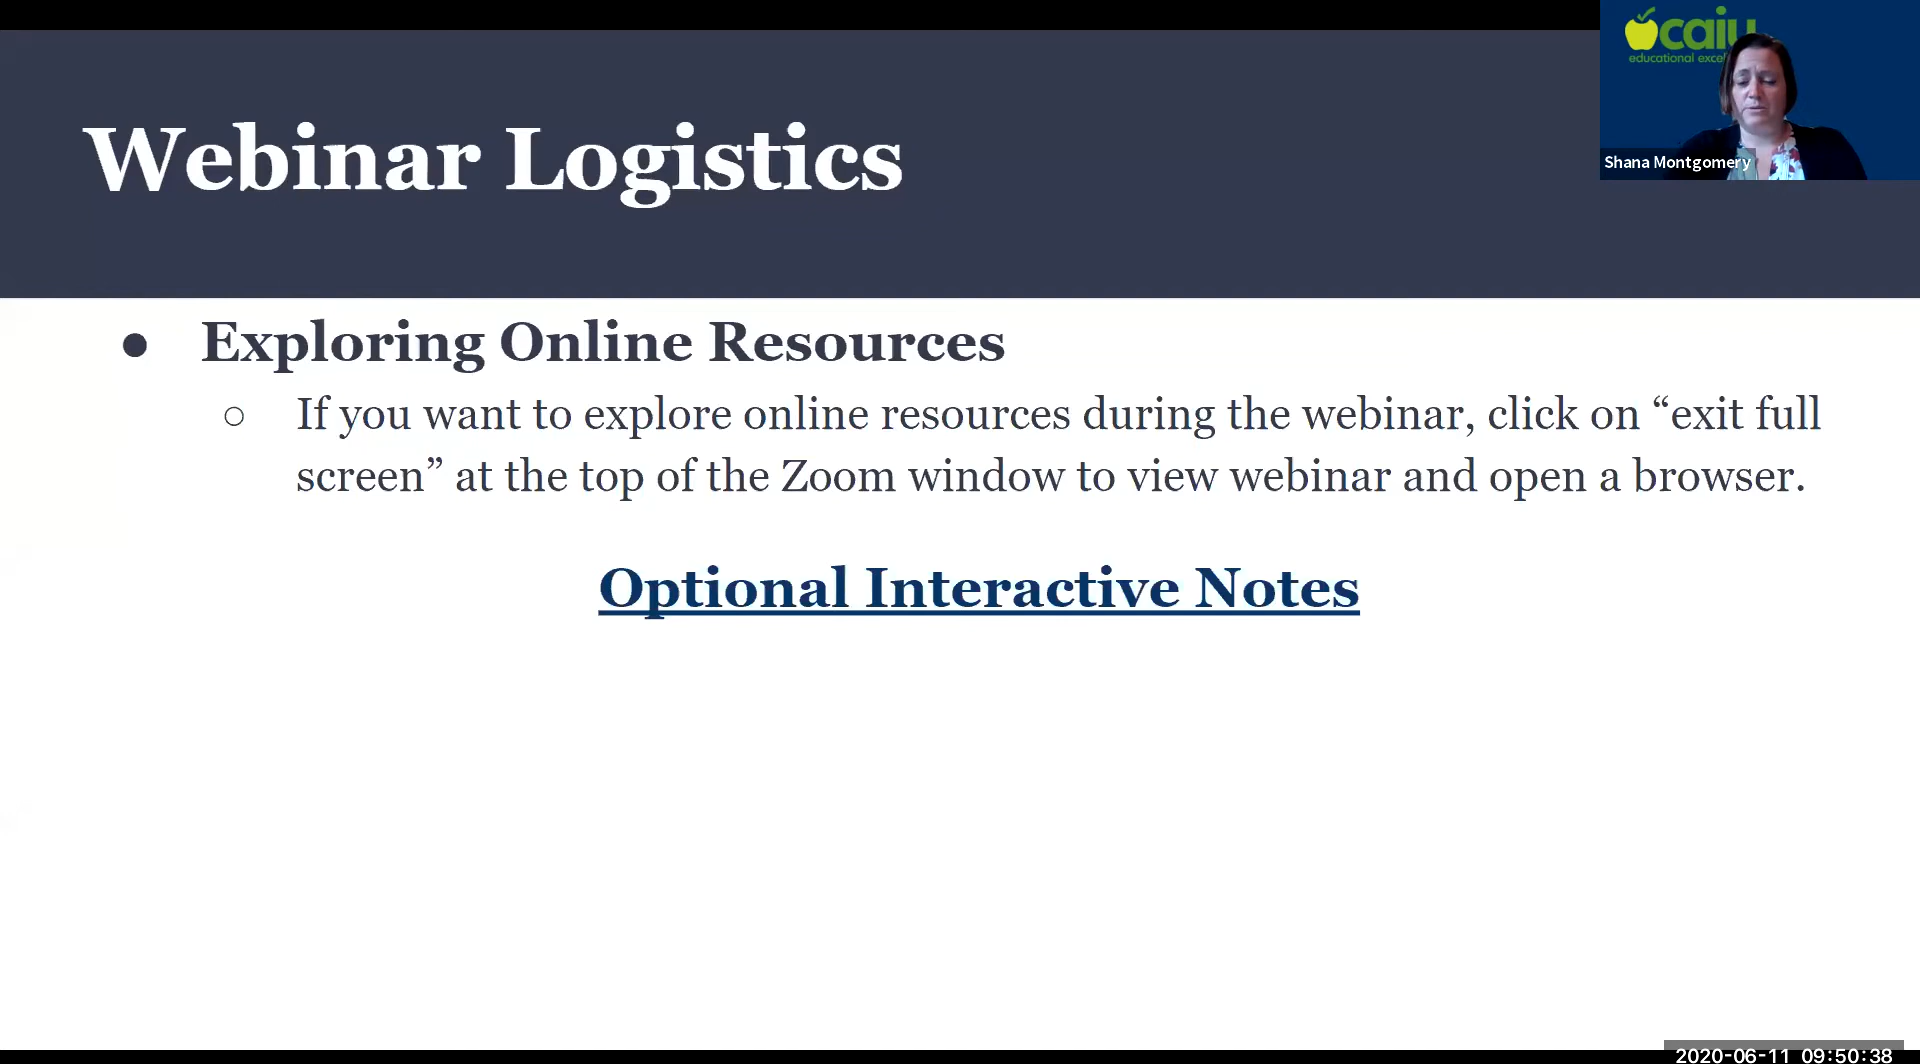 caiu
educational excel
Shana Montgomery
Webinar Logistics
● Exploring Online Resources
○ If you want to explore online resources during the webinar, click on “exit full
screen” at the top of the Zoom window to view webinar and open a browser.
Optional Interactive Notes
2020-06-11 09:50:38